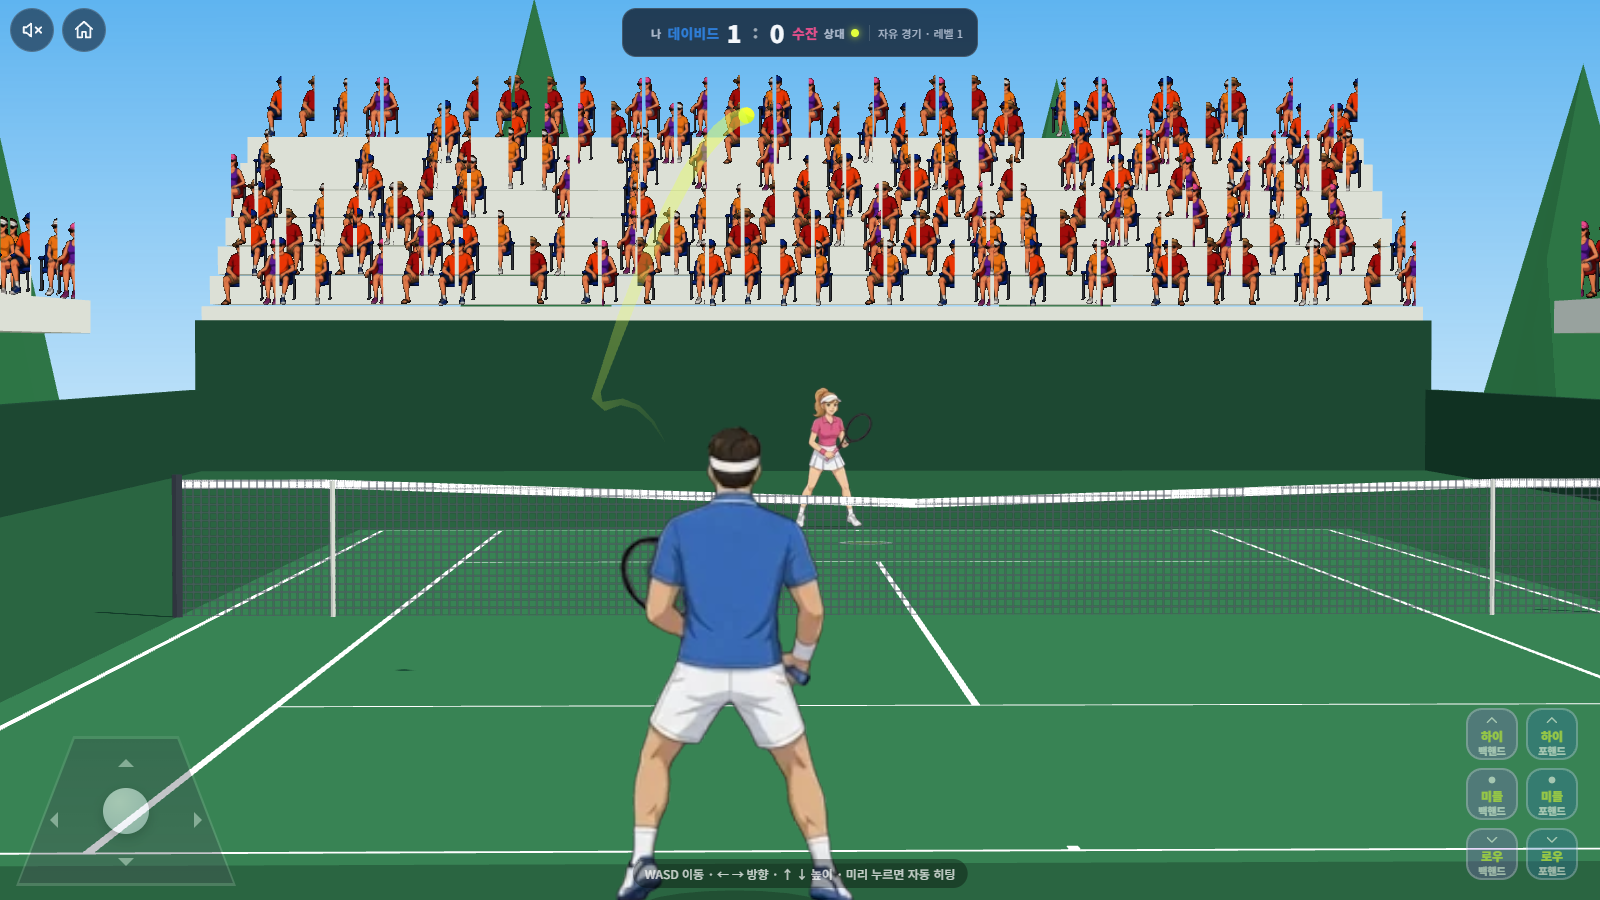 나 데이비드 1 : 0 수잔 상대 자유 경기 · 레벨 1
하이 하이
백핸드 포핸드
미들 미들
백핸드 포핸드
로우 로우
백핸드 포핸드
WASD 이동 · ←→ 방향 · ↑ ↓ 높이 · 미리 누르면 자동 히팅